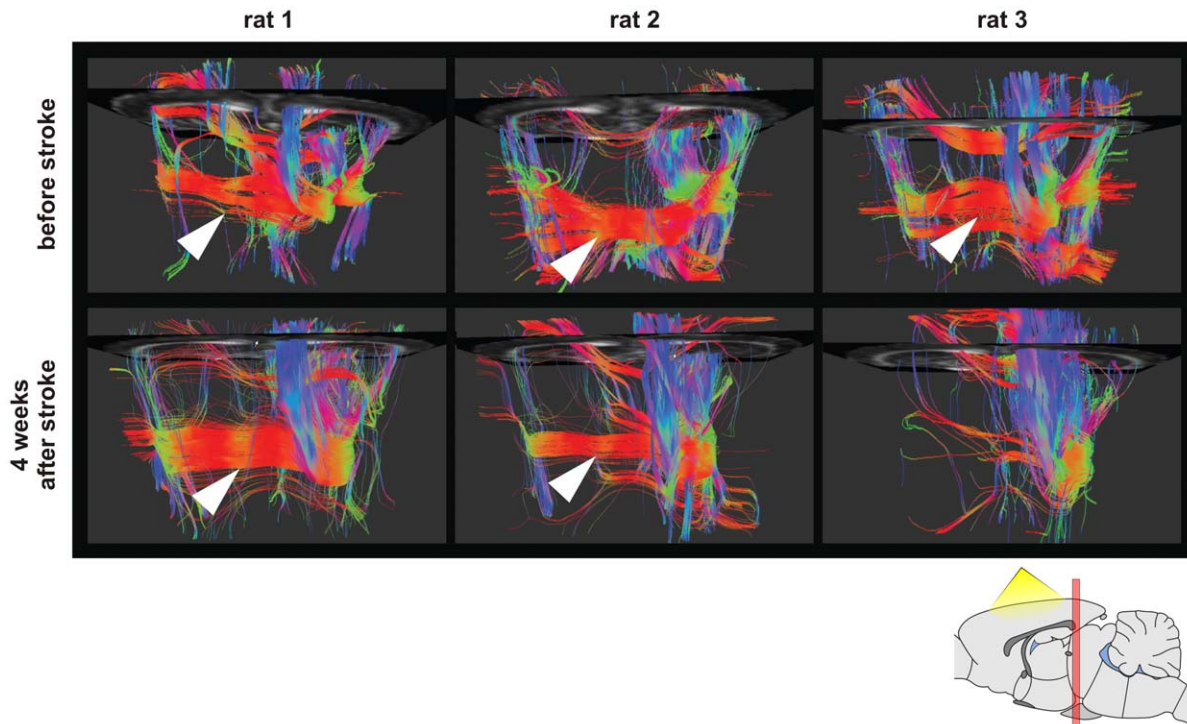 rat 1
rat 2
rat 3
before stroke
4 weeks
after stroke